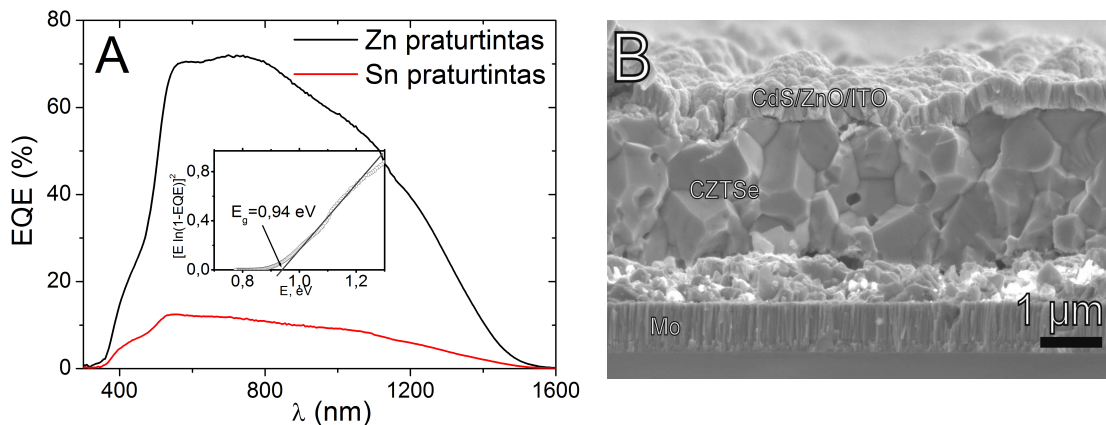 A
Zn praturtintas
Sn praturtintas
EQE (%)
80
60
40
20
0
400
800
1200
1600
λ (nm)
[E ln(1-EQE)]²
0,8
0,4
0,0
0,8
1,0
1,2
E, eV
E_g=0,94 eV
B
CdS/ZnO/ITO
CZTSe
Mo
1 µm